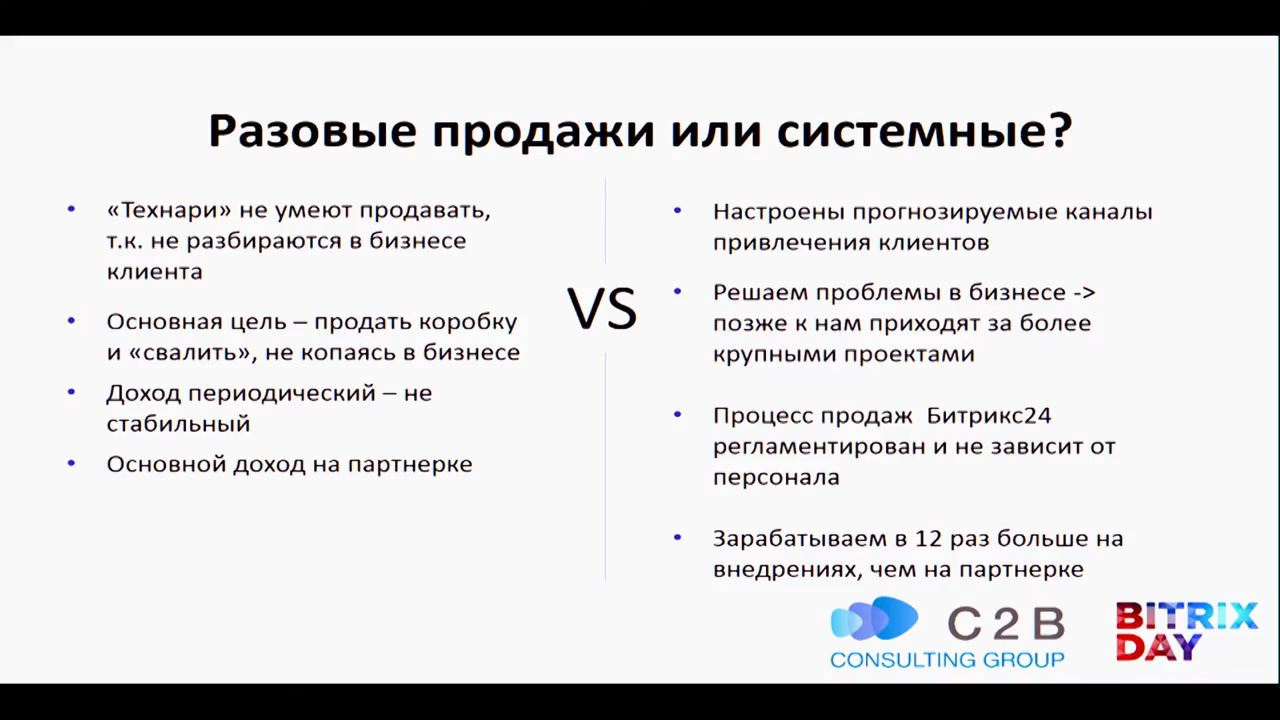 Разовые продажи или системные?
«Технари» не умеют продавать,
т.к. не разбираются в бизнесе
клиента
Основная цель – продать коробку
и «свалить», не копаясь в бизнесе
Доход периодический – не
стабильный
Основной доход на партнерке
VS
Настроены прогнозируемые каналы
привлечения клиентов
Решаем проблемы в бизнесе ->
позже к нам приходят за более
крупными проектами
Процесс продаж  Битрикс24
регламентирован и не зависит от
персонала
Зарабатываем в 12 раз больше на
внедрениях, чем на партнерке
C2B
CONSULTING GROUP
BITRIX
DAY